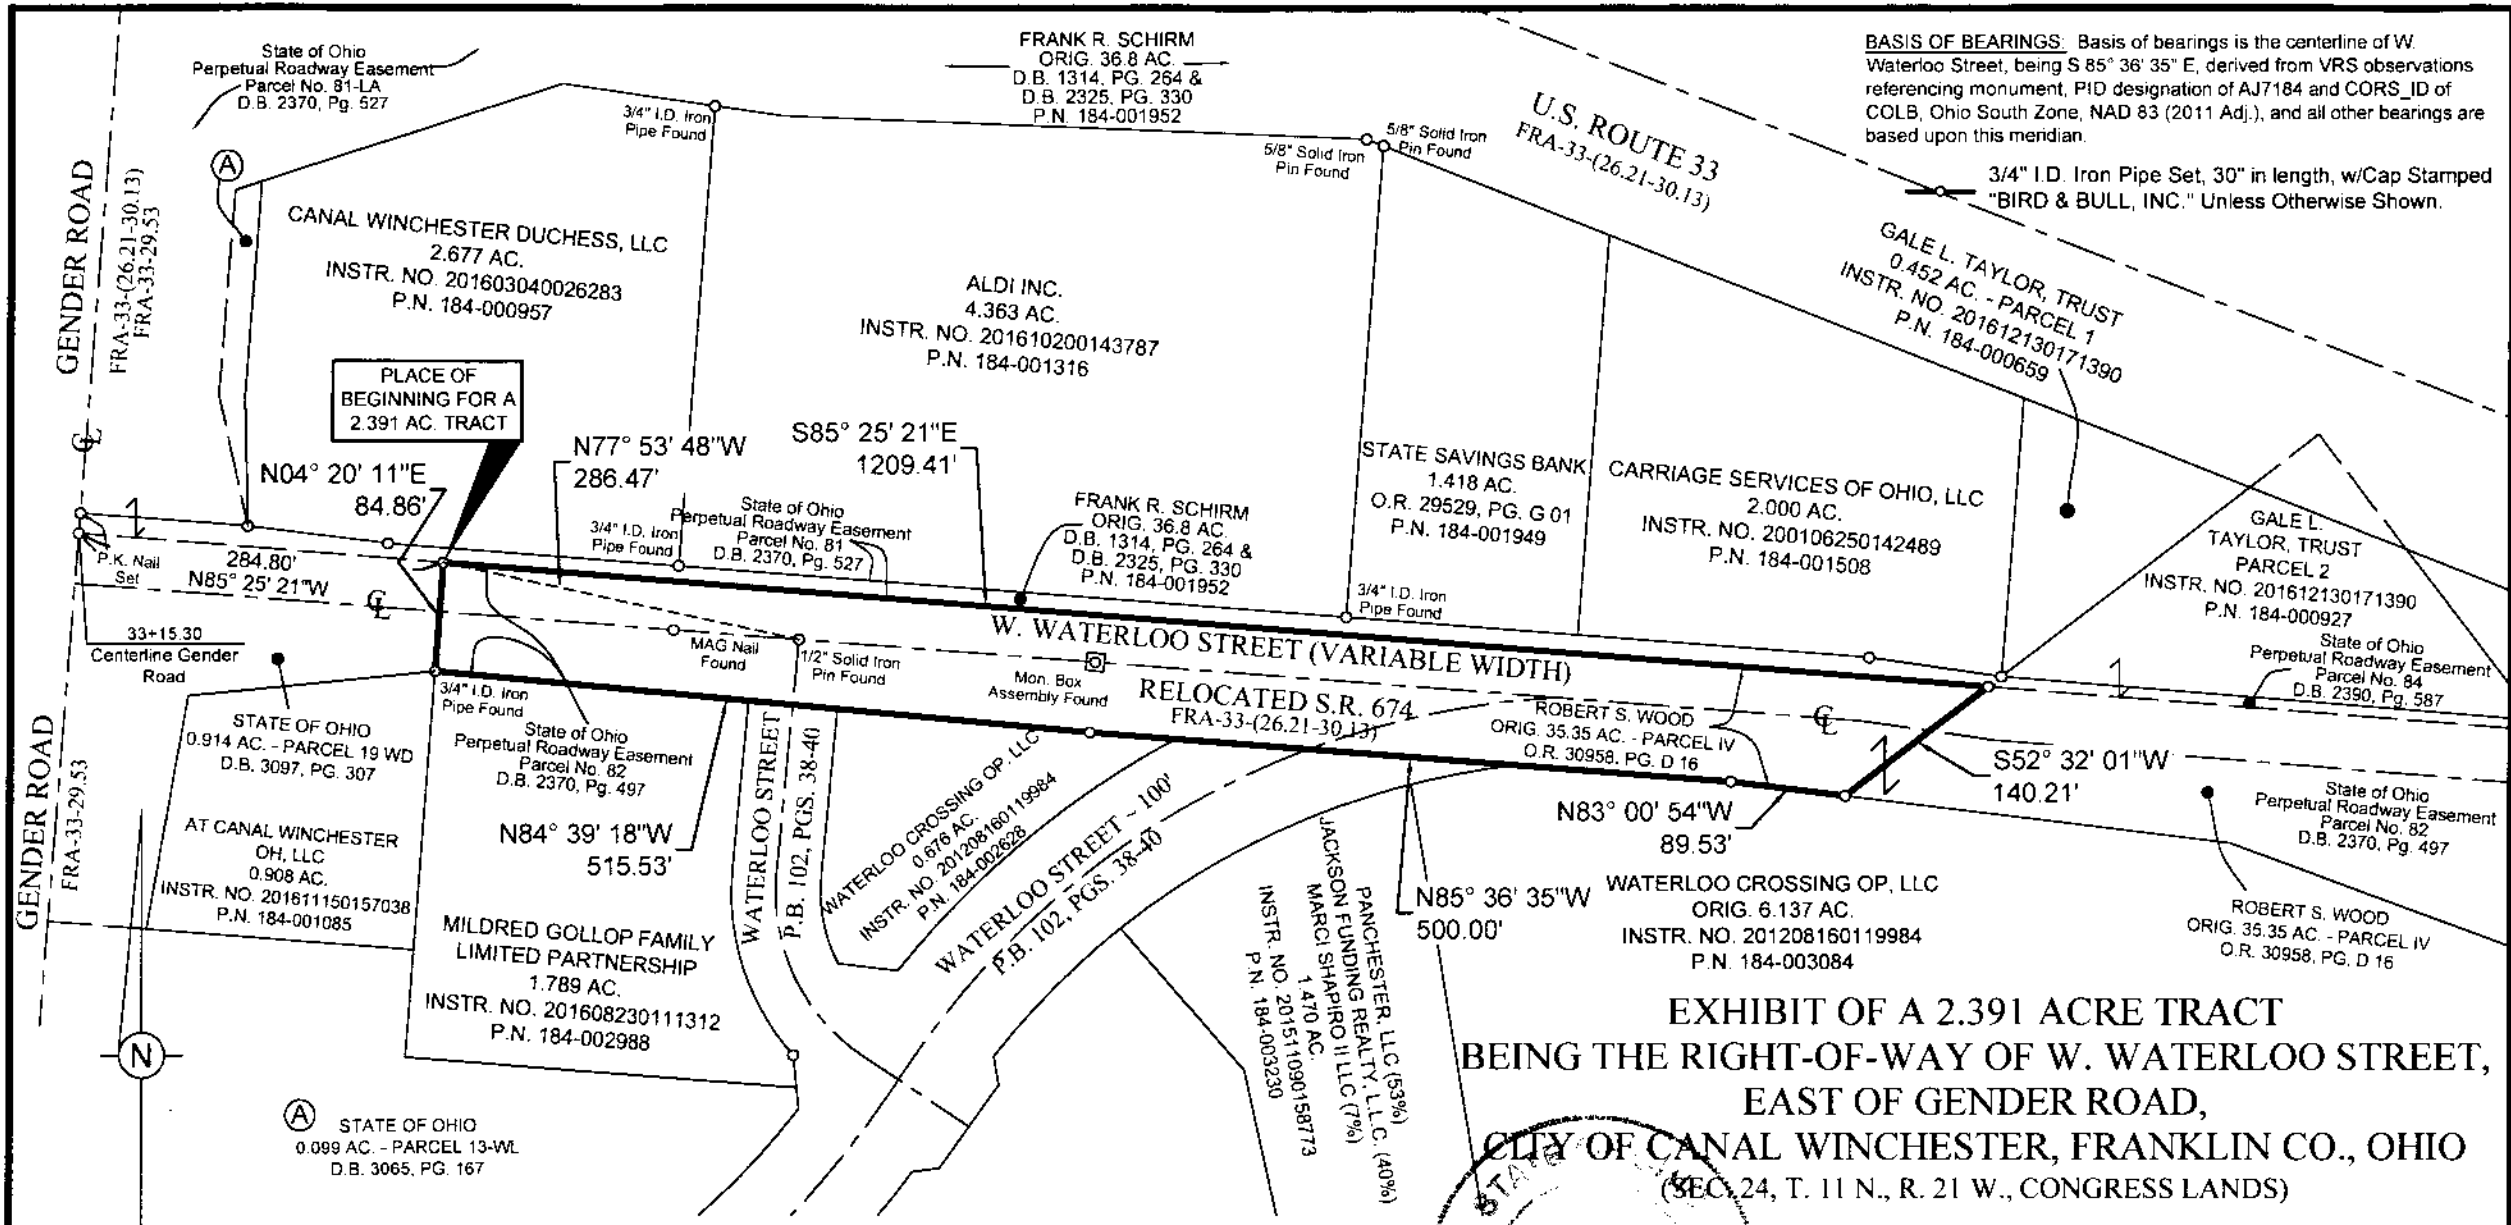 State of Ohio
Perpetual Roadway Easement
Parcel No. 81-LA
D.B. 2370, Pg. 527
FRANK R. SCHIRM
ORIG. 36.8 AC.
D.B. 1314, PG. 264 &
D.B. 2325, PG. 330
P.N. 184-001952
BASIS OF BEARINGS: Basis of bearings is the centerline of W.
Waterloo Street, being S 85° 36' 35" E, derived from VRS observations
referencing monument, PID designation of AJ7184 and CORS_ID of
COLB, Ohio South Zone, NAD 83 (2011 Adj.), and all other bearings are
based upon this meridian.
3/4" I.D. Iron Pipe Set, 30" in length, w/Cap Stamped
"BIRD & BULL, INC." Unless Otherwise Shown.
3/4" I.D. Iron
Pipe Found
5/8" Solid Iron
Pin Found
5/8" Solid Iron
Pin Found
U.S. ROUTE 33
FRA-33-(26.21-30.13)
A
GENDER ROAD
FRA-33-(26.21-30.13)
FRA-33-29.53
CANAL WINCHESTER DUCHESS, LLC
2.677 AC.
INSTR. NO. 201603040026283
P.N. 184-000957
ALDI INC.
4.363 AC.
INSTR. NO. 201610200143787
P.N. 184-001316
GALE L. TAYLOR, TRUST
0.452 AC. - PARCEL 1
INSTR. NO. 201612130171390
P.N. 184-000659
PLACE OF
BEGINNING FOR A
2.391 AC. TRACT
CL
N04° 20' 11"E
84.86'
N77° 53' 48"W
286.47'
S85° 25' 21"E
1209.41'
STATE SAVINGS BANK
1.418 AC.
O.R. 29529, PG. G 01
P.N. 184-001949
CARRIAGE SERVICES OF OHIO, LLC
2.000 AC.
INSTR. NO. 200106250142489
P.N. 184-001508
GALE L.
TAYLOR, TRUST
PARCEL 2
INSTR. NO. 201612130171390
P.N. 184-000927
3/4" I.D. Iron
Pipe Found
State of Ohio
Perpetual Roadway Easement
Parcel No. 81
D.B. 2370, Pg. 527
FRANK R. SCHIRM
ORIG. 36.8 AC.
D.B. 1314, PG. 264 &
D.B. 2325, PG. 330
P.N. 184-001952
3/4" I.D. Iron
Pipe Found
P.K. Nail
Set
284.80'
N85° 25' 21"W
CL
33+15.30
Centerline Gender
Road
MAG Nail
Found
1/2" Solid Iron
Pin Found
Mon. Box
Assembly Found
W. WATERLOO STREET (VARIABLE WIDTH)
RELOCATED S.R. 674
FRA-33-(26.21-30.13)
ROBERT S. WOOD
ORIG. 35.35 AC. - PARCEL IV
O.R. 30958, PG. D 16
CL
State of Ohio
Perpetual Roadway Easement
Parcel No. 84
D.B. 2390, Pg. 587
3/4" I.D. Iron
Pipe Found
State of Ohio
Perpetual Roadway Easement
Parcel No. 82
D.B. 2370, Pg. 497
STATE OF OHIO
0.914 AC. - PARCEL 19 WD
D.B. 3097, PG. 307
GENDER ROAD
FRA-33-29.53
AT CANAL WINCHESTER
OH, LLC
0.908 AC.
INSTR. NO. 201611150157038
P.N. 184-001085
N84° 39' 18"W
515.53'
WATERLOO STREET
P.B. 102, PGS. 38-40
WATERLOO CROSSING OP, LLC
0.676 AC.
INSTR. NO. 201208160119984
P.N. 184-002628
WATERLOO STREET ~ 100'
P.B. 102, PGS. 38-40
S52° 32' 01"W
140.21'
N83° 00' 54"W
89.53'
State of Ohio
Perpetual Roadway Easement
Parcel No. 82
D.B. 2370, Pg. 497
N85° 36' 35"W
500.00'
WATERLOO CROSSING OP, LLC
ORIG. 6.137 AC.
INSTR. NO. 201208160119984
P.N. 184-003084
ROBERT S. WOOD
ORIG. 35.35 AC. - PARCEL IV
O.R. 30958, PG. D 16
MILDRED GOLLOP FAMILY
LIMITED PARTNERSHIP
1.789 AC.
INSTR. NO. 201608230111312
P.N. 184-002988
PANCHESTER, LLC (53%)
JACKSON FUNDING REALTY, L.L.C. (40%)
MARCI SHAPIRO II LLC (7%)
1.470 AC.
INSTR. NO. 201511090158773
P.N. 184-003230
N
A
STATE OF OHIO
0.099 AC. - PARCEL 13-WL
D.B. 3065, PG. 167
EXHIBIT OF A 2.391 ACRE TRACT
BEING THE RIGHT-OF-WAY OF W. WATERLOO STREET,
EAST OF GENDER ROAD,
CITY OF CANAL WINCHESTER, FRANKLIN CO., OHIO
(SEC. 24, T. 11 N., R. 21 W., CONGRESS LANDS)
STATE